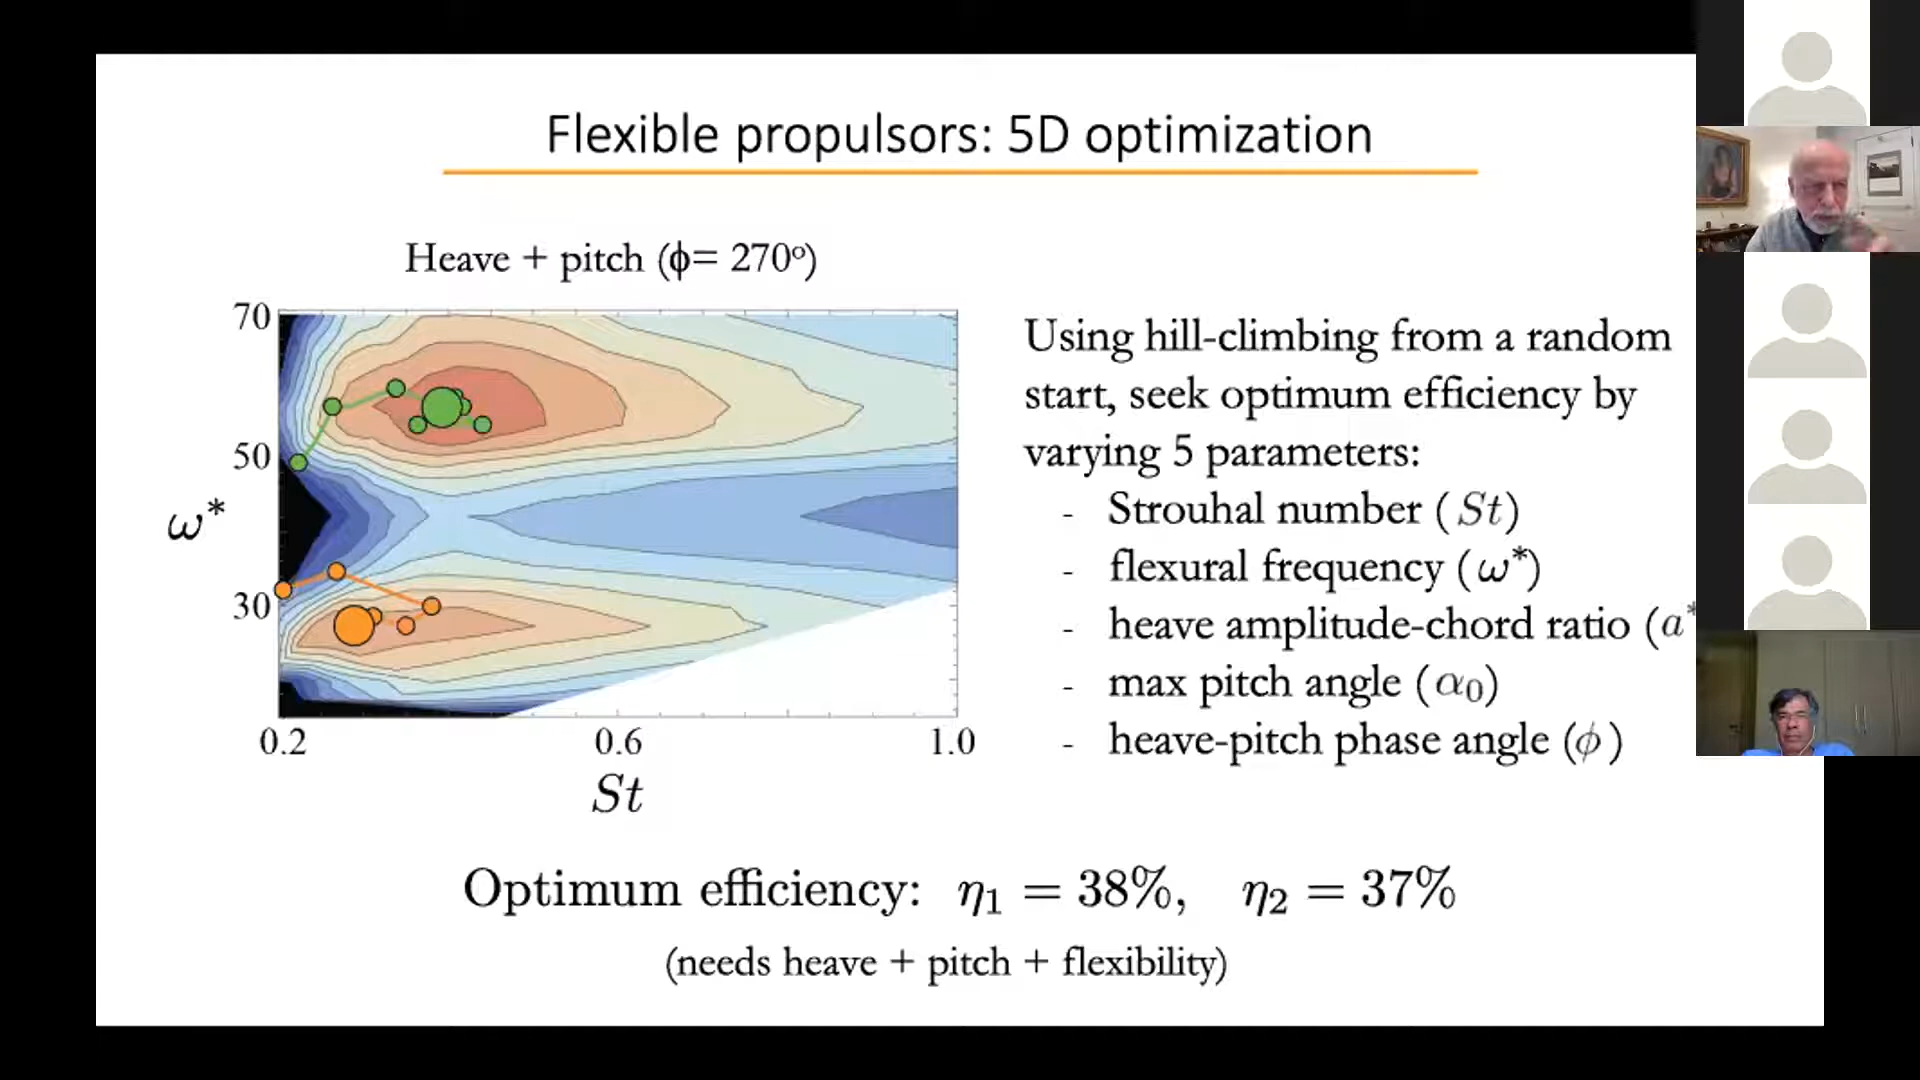 Flexible propulsors: 5D optimization
Heave + pitch (ϕ= 270º)
70
50
30
ω*
0.2 0.6 1.0
St
Using hill-climbing from a random
start, seek optimum efficiency by
varying 5 parameters:
- Strouhal number (St)
- flexural frequency (ω*)
- heave amplitude-chord ratio (a*
- max pitch angle (α₀)
- heave-pitch phase angle (ϕ)
Optimum efficiency: η₁ = 38%, η₂ = 37%
(needs heave + pitch + flexibility)